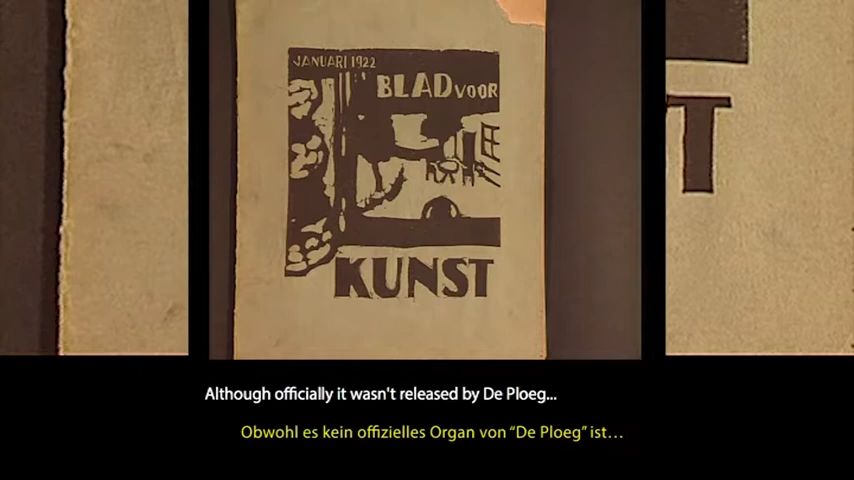 JANUARI 1922
BLAD VOOR
KUNST
T
Although officially it wasn't released by De Ploeg...
Obwohl es kein offizielles Organ von “De Ploeg” ist…